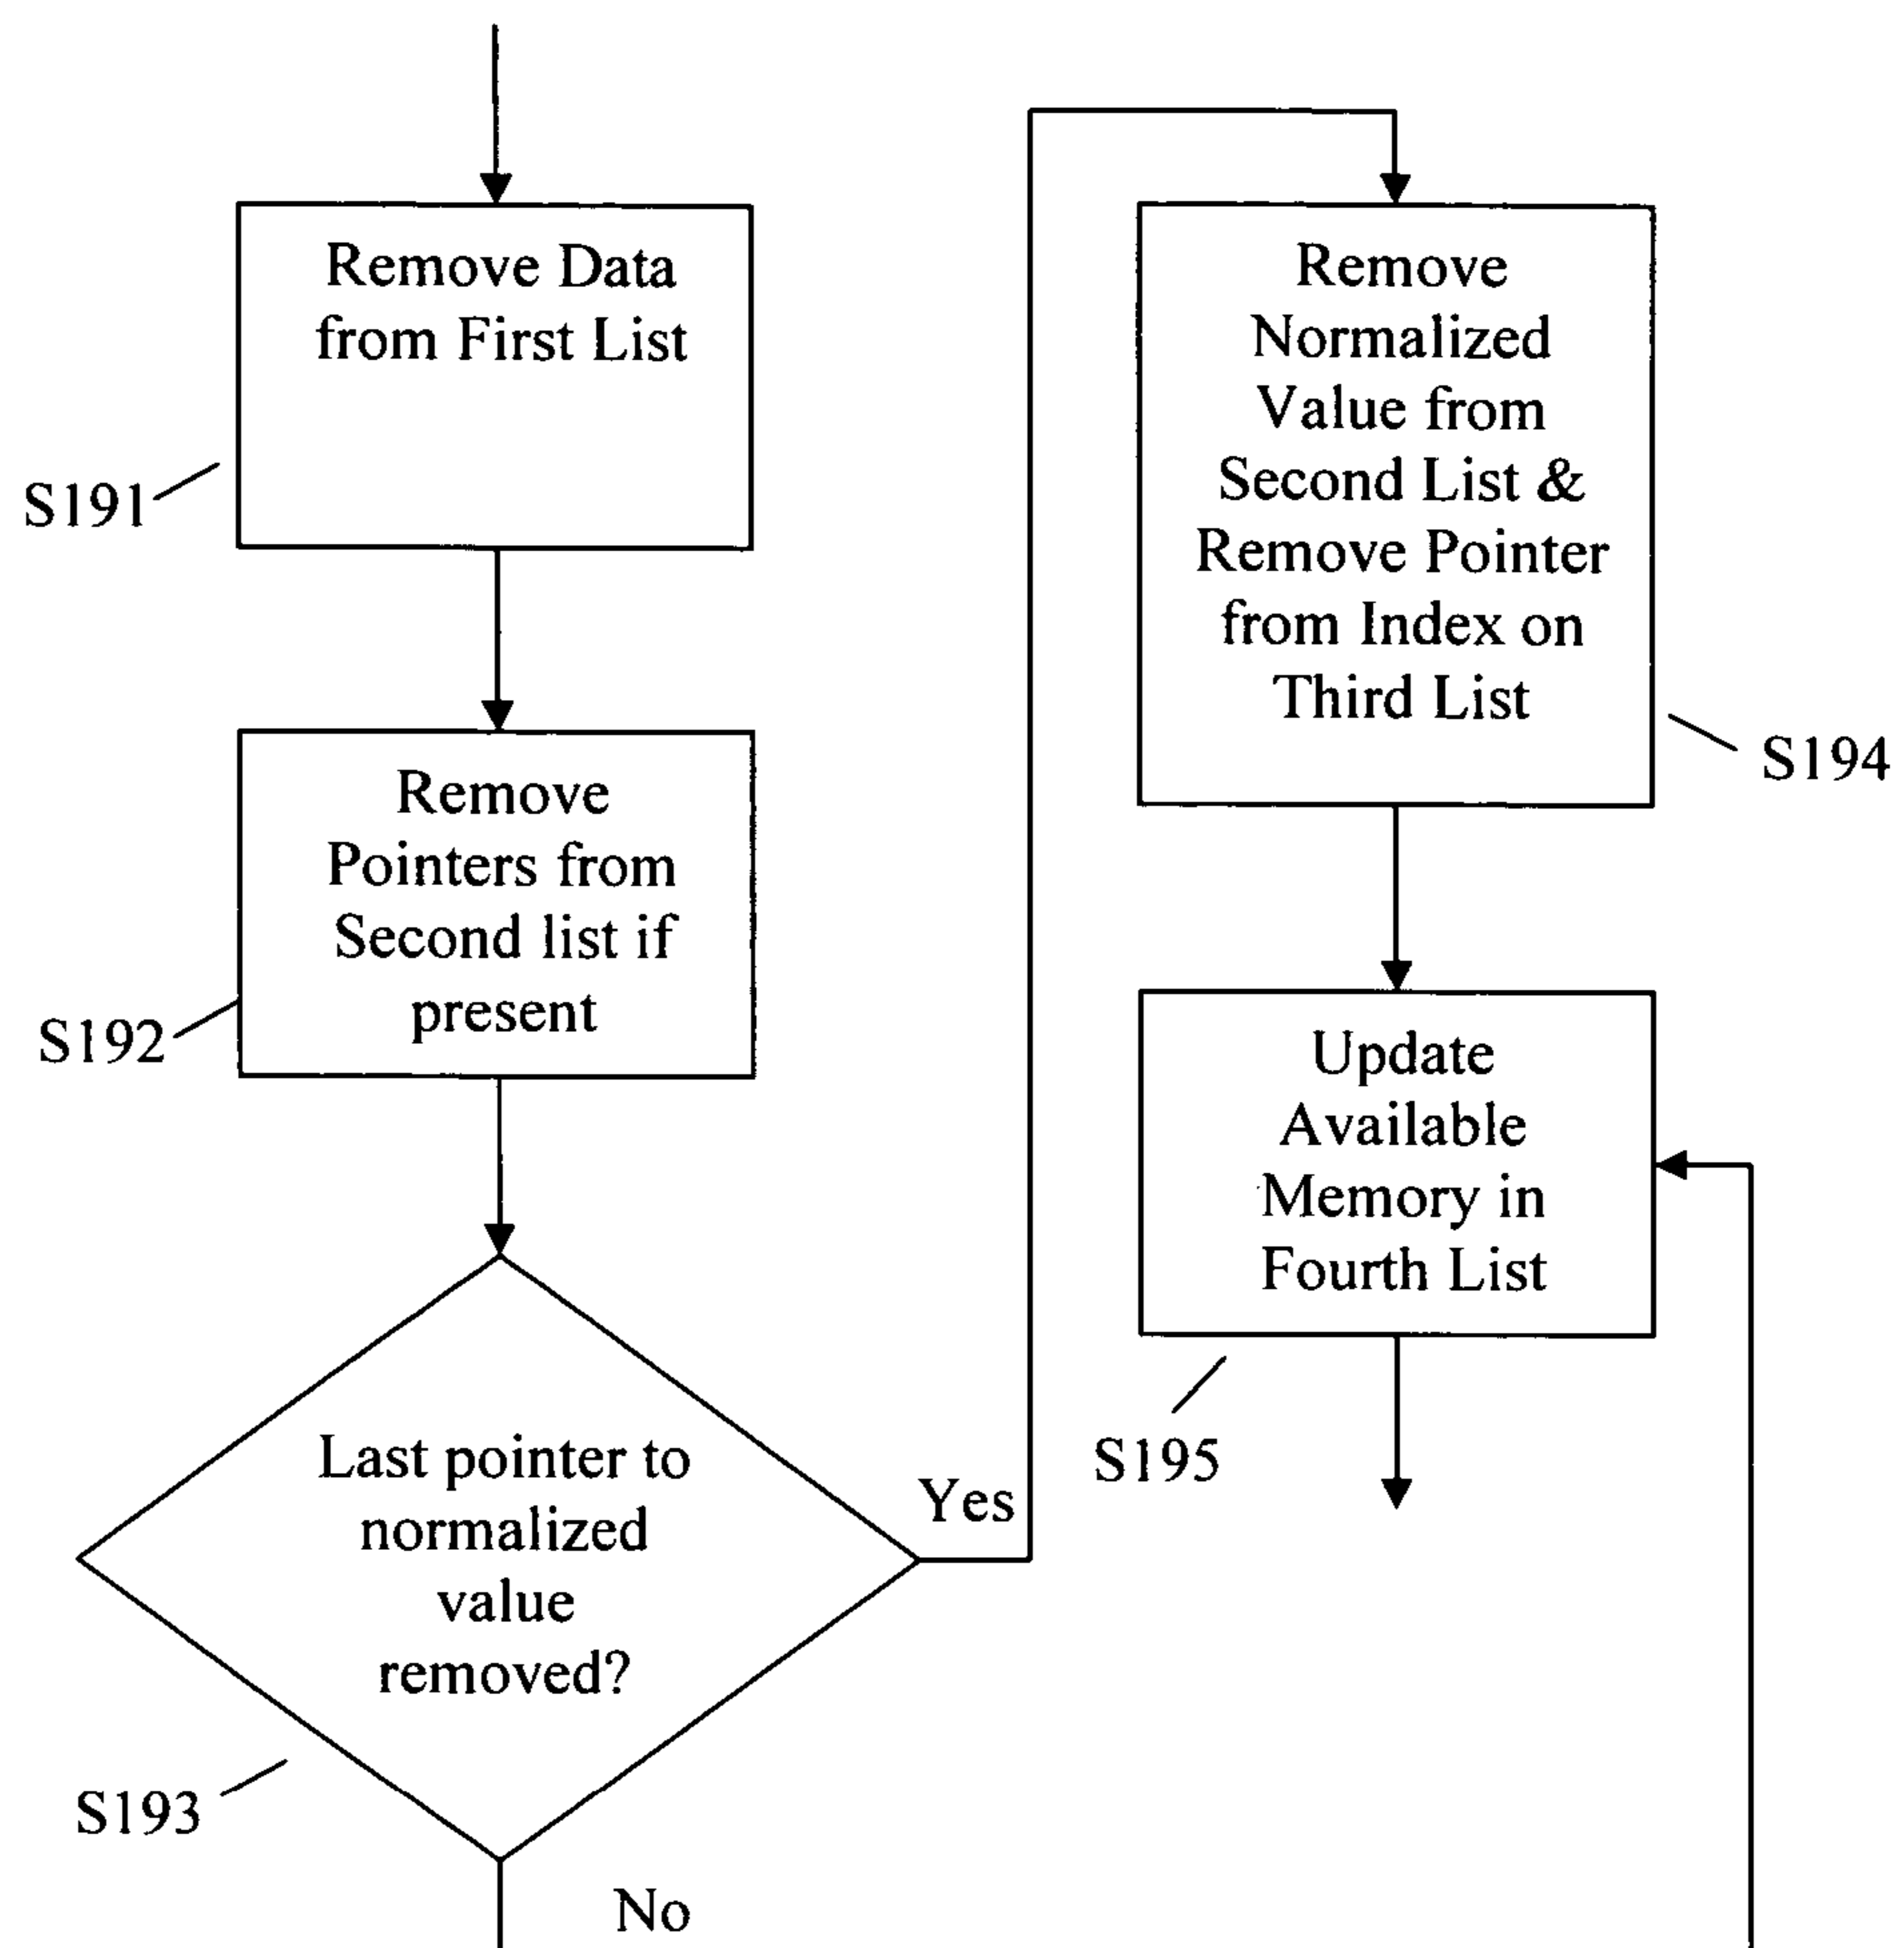 Remove Data
from First List
S191
Remove
Pointers from
Second list if
present
S192
Last pointer to
normalized
value
removed?
S193
Yes
No
Remove
Normalized
Value from
Second List &
Remove Pointer
from Index on
Third List
S194
Update
Available
Memory in
Fourth List
S195